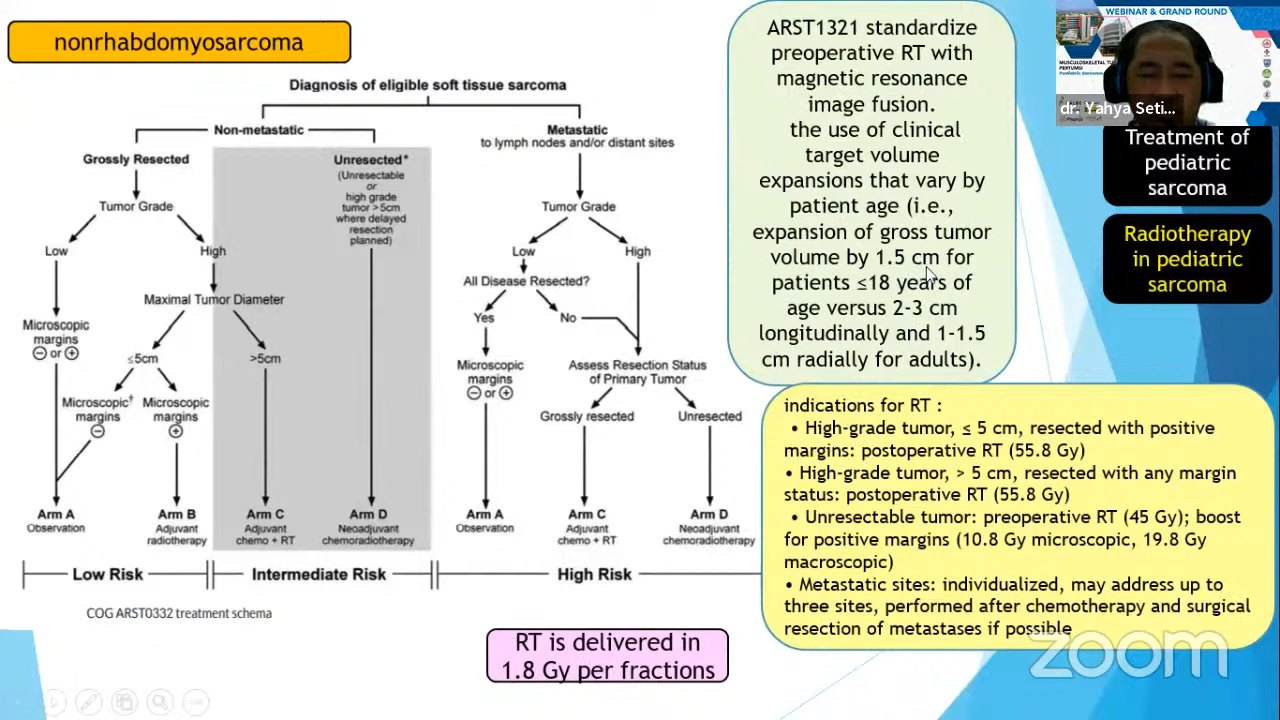 nonrhabdomyosarcoma
Diagnosis of eligible soft tissue sarcoma
Non-metastatic
Metastatic
to lymph nodes and/or distant sites
Grossly Resected
Unresected*
(Unresectable
or
high grade
tumor >5cm
where delayed
resection
planned)
Tumor Grade
Low
High
Maximal Tumor Diameter
Microscopic
margins
⊖ or ⊕
≤5cm
>5cm
Microscopic†
margins
⊖
Microscopic
margins
⊕
Tumor Grade
Low
High
All Disease Resected?
Yes
No
Microscopic
margins
⊖ or ⊕
Assess Resection Status
of Primary Tumor
Grossly resected
Unresected
Arm A
Observation
Arm B
Adjuvant
radiotherapy
Arm C
Adjuvant
chemo + RT
Arm D
Neoadjuvant
chemoradiotherapy
Arm A
Observation
Arm C
Adjuvant
chemo + RT
Arm D
Neoadjuvant
chemoradiotherapy
Low Risk
Intermediate Risk
High Risk
COG ARST0332 treatment schema
RT is delivered in
1.8 Gy per fractions
ARST1321 standardize
preoperative RT with
magnetic resonance
image fusion.
the use of clinical
target volume
expansions that vary by
patient age (i.e.,
expansion of gross tumor
volume by 1.5 cm for
patients ≤18 years of
age versus 2-3 cm
longitudinally and 1-1.5
cm radially for adults).
indications for RT :
• High-grade tumor, ≤ 5 cm, resected with positive
margins: postoperative RT (55.8 Gy)
• High-grade tumor, > 5 cm, resected with any margin
status: postoperative RT (55.8 Gy)
• Unresectable tumor: preoperative RT (45 Gy); boost
for positive margins (10.8 Gy microscopic, 19.8 Gy
macroscopic)
• Metastatic sites: individualized, may address up to
three sites, performed after chemotherapy and surgical
resection of metastases if possible
WEBINAR & GRAND ROUND
MUSCULOSKELETAL TU
dr. Yahya Seti...
Treatment of
pediatric
sarcoma
Radiotherapy
in pediatric
sarcoma
zoom